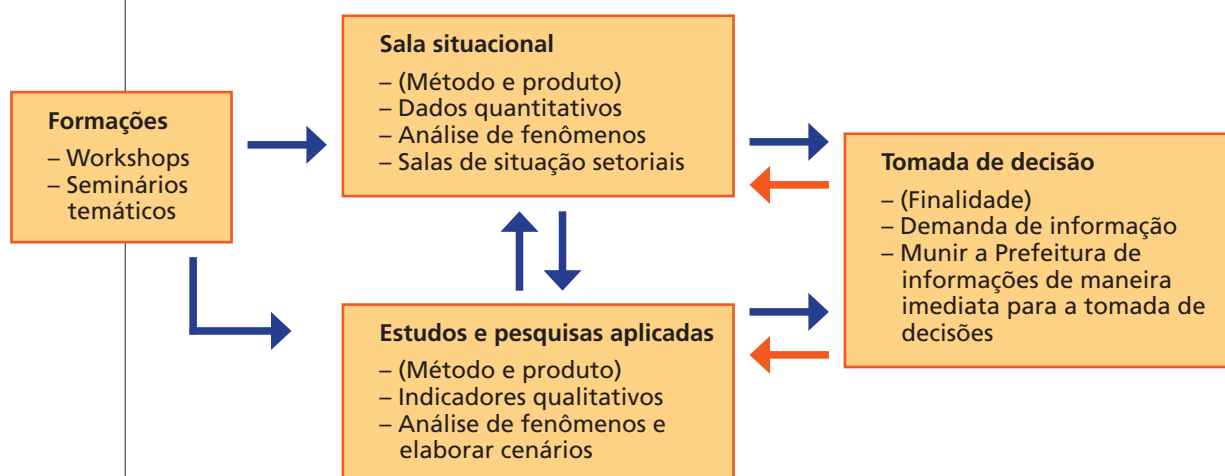 Formações
– Workshops
– Seminários
temáticos
Sala situacional
– (Método e produto)
– Dados quantitativos
– Análise de fenômenos
– Salas de situação setoriais
Estudos e pesquisas aplicadas
– (Método e produto)
– Indicadores qualitativos
– Análise de fenômenos e
elaborar cenários
Tomada de decisão
– (Finalidade)
– Demanda de informação
– Munir a Prefeitura de
informações de maneira
imediata para a tomada de
decisões